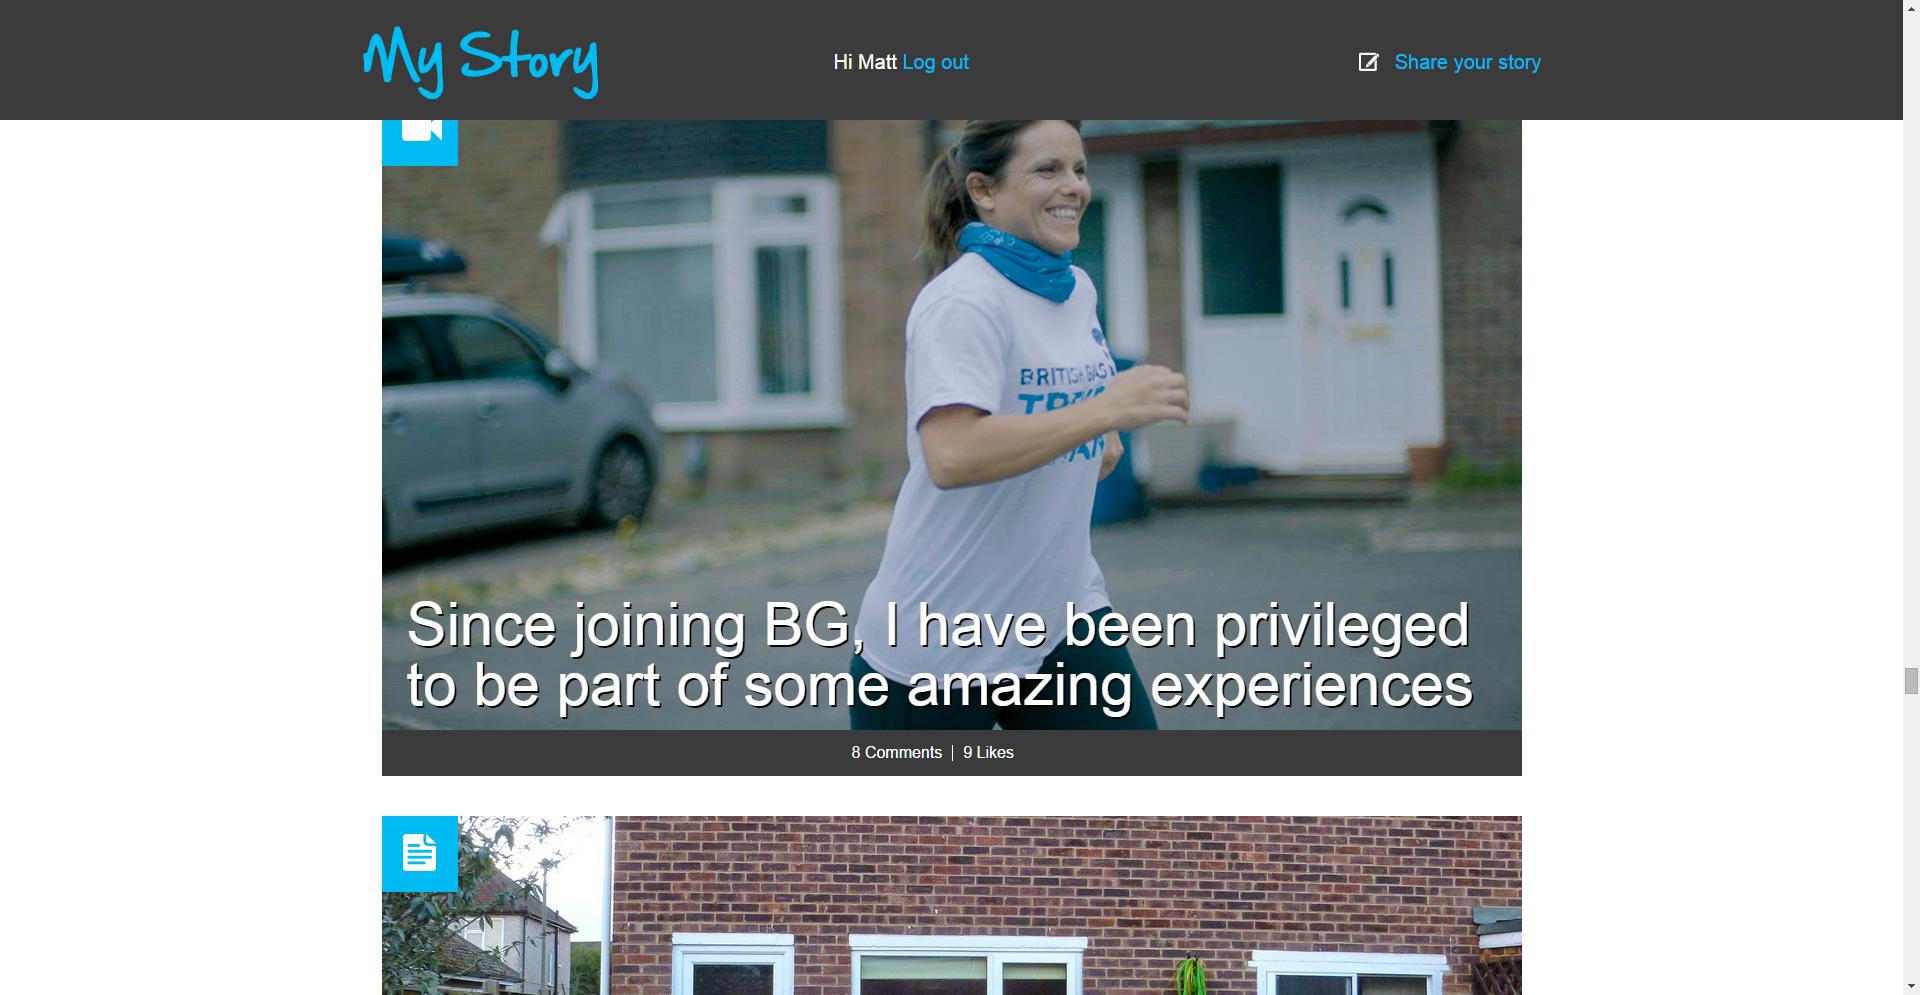 My Story
Hi Matt Log out
Share your story
BRITISH GAS
Since joining BG, I have been privileged
to be part of some amazing experiences
8 Comments | 9 Likes